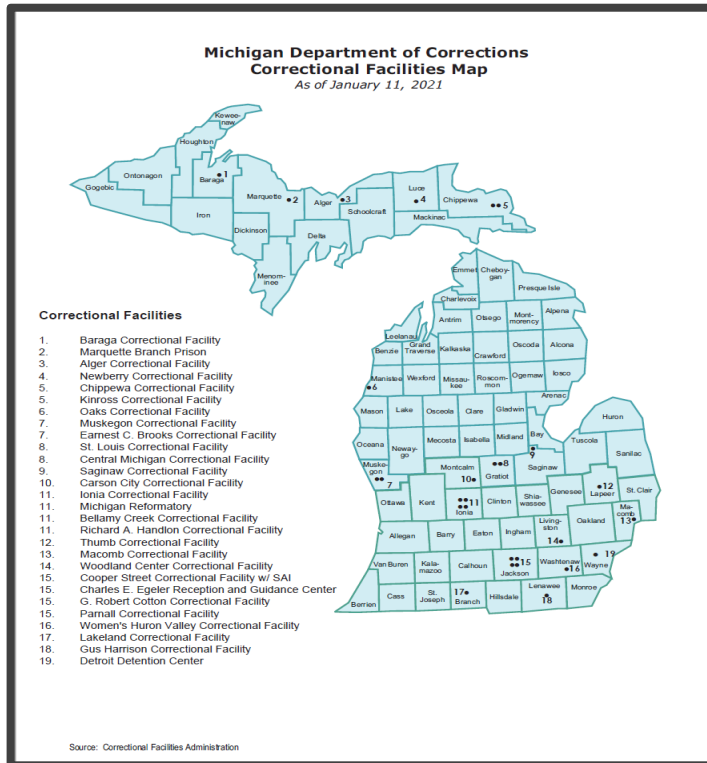 Michigan Department of Corrections
Correctional Facilities Map
As of January 11, 2021
Kewee-
naw
Houghton
Ontonagon
Gogebic
Baraga
1
Iron
Marquette
2
Dickinson
Menom-
inee
Alger
3
Delta
Schoolcraft
Luce
4
Mackinac
Chippewa
5
Emmet
Cheboy-
gan
Presque Isle
Charlevoix
Antrim
Otsego
Mont-
morency
Alpena
Leelanau
Benzie
Grand
Traverse
Kalkaska
Crawford
Oscoda
Alcona
Manistee
6
Wexford
Missau-
kee
Roscom-
mon
Ogemaw
Iosco
Arenac
Mason
Lake
Osceola
Clare
Gladwin
Huron
Oceana
Neway-
go
Mecosta
Isabella
Midland
Bay
9
Tuscola
Sanilac
Muske-
gon
7
Montcalm
10
Gratiot
8
Saginaw
Ottawa
Kent
Ionia
11
Clinton
Shia-
wassee
Genesee
Lapeer
12
St. Clair
Allegan
Barry
Eaton
Ingham
Living-
ston
14
Oakland
Ma-
comb
13
Van Buren
Kala-
mazoo
Calhoun
Jackson
15
Washtenaw
16
Wayne
19
Berrien
Cass
St.
Joseph
17
Branch
Hillsdale
Lenawee
18
Monroe
Correctional Facilities
1. Baraga Correctional Facility
2. Marquette Branch Prison
3. Alger Correctional Facility
4. Newberry Correctional Facility
5. Chippewa Correctional Facility
5. Kinross Correctional Facility
6. Oaks Correctional Facility
7. Muskegon Correctional Facility
7. Earnest C. Brooks Correctional Facility
8. St. Louis Correctional Facility
8. Central Michigan Correctional Facility
9. Saginaw Correctional Facility
10. Carson City Correctional Facility
11. Ionia Correctional Facility
11. Michigan Reformatory
11. Bellamy Creek Correctional Facility
11. Richard A. Handlon Correctional Facility
12. Thumb Correctional Facility
13. Macomb Correctional Facility
14. Woodland Center Correctional Facility
15. Cooper Street Correctional Facility w/ SAI
15. Charles E. Egeler Reception and Guidance Center
15. G. Robert Cotton Correctional Facility
15. Parnall Correctional Facility
16. Women's Huron Valley Correctional Facility
17. Lakeland Correctional Facility
18. Gus Harrison Correctional Facility
19. Detroit Detention Center
Source: Correctional Facilities Administration